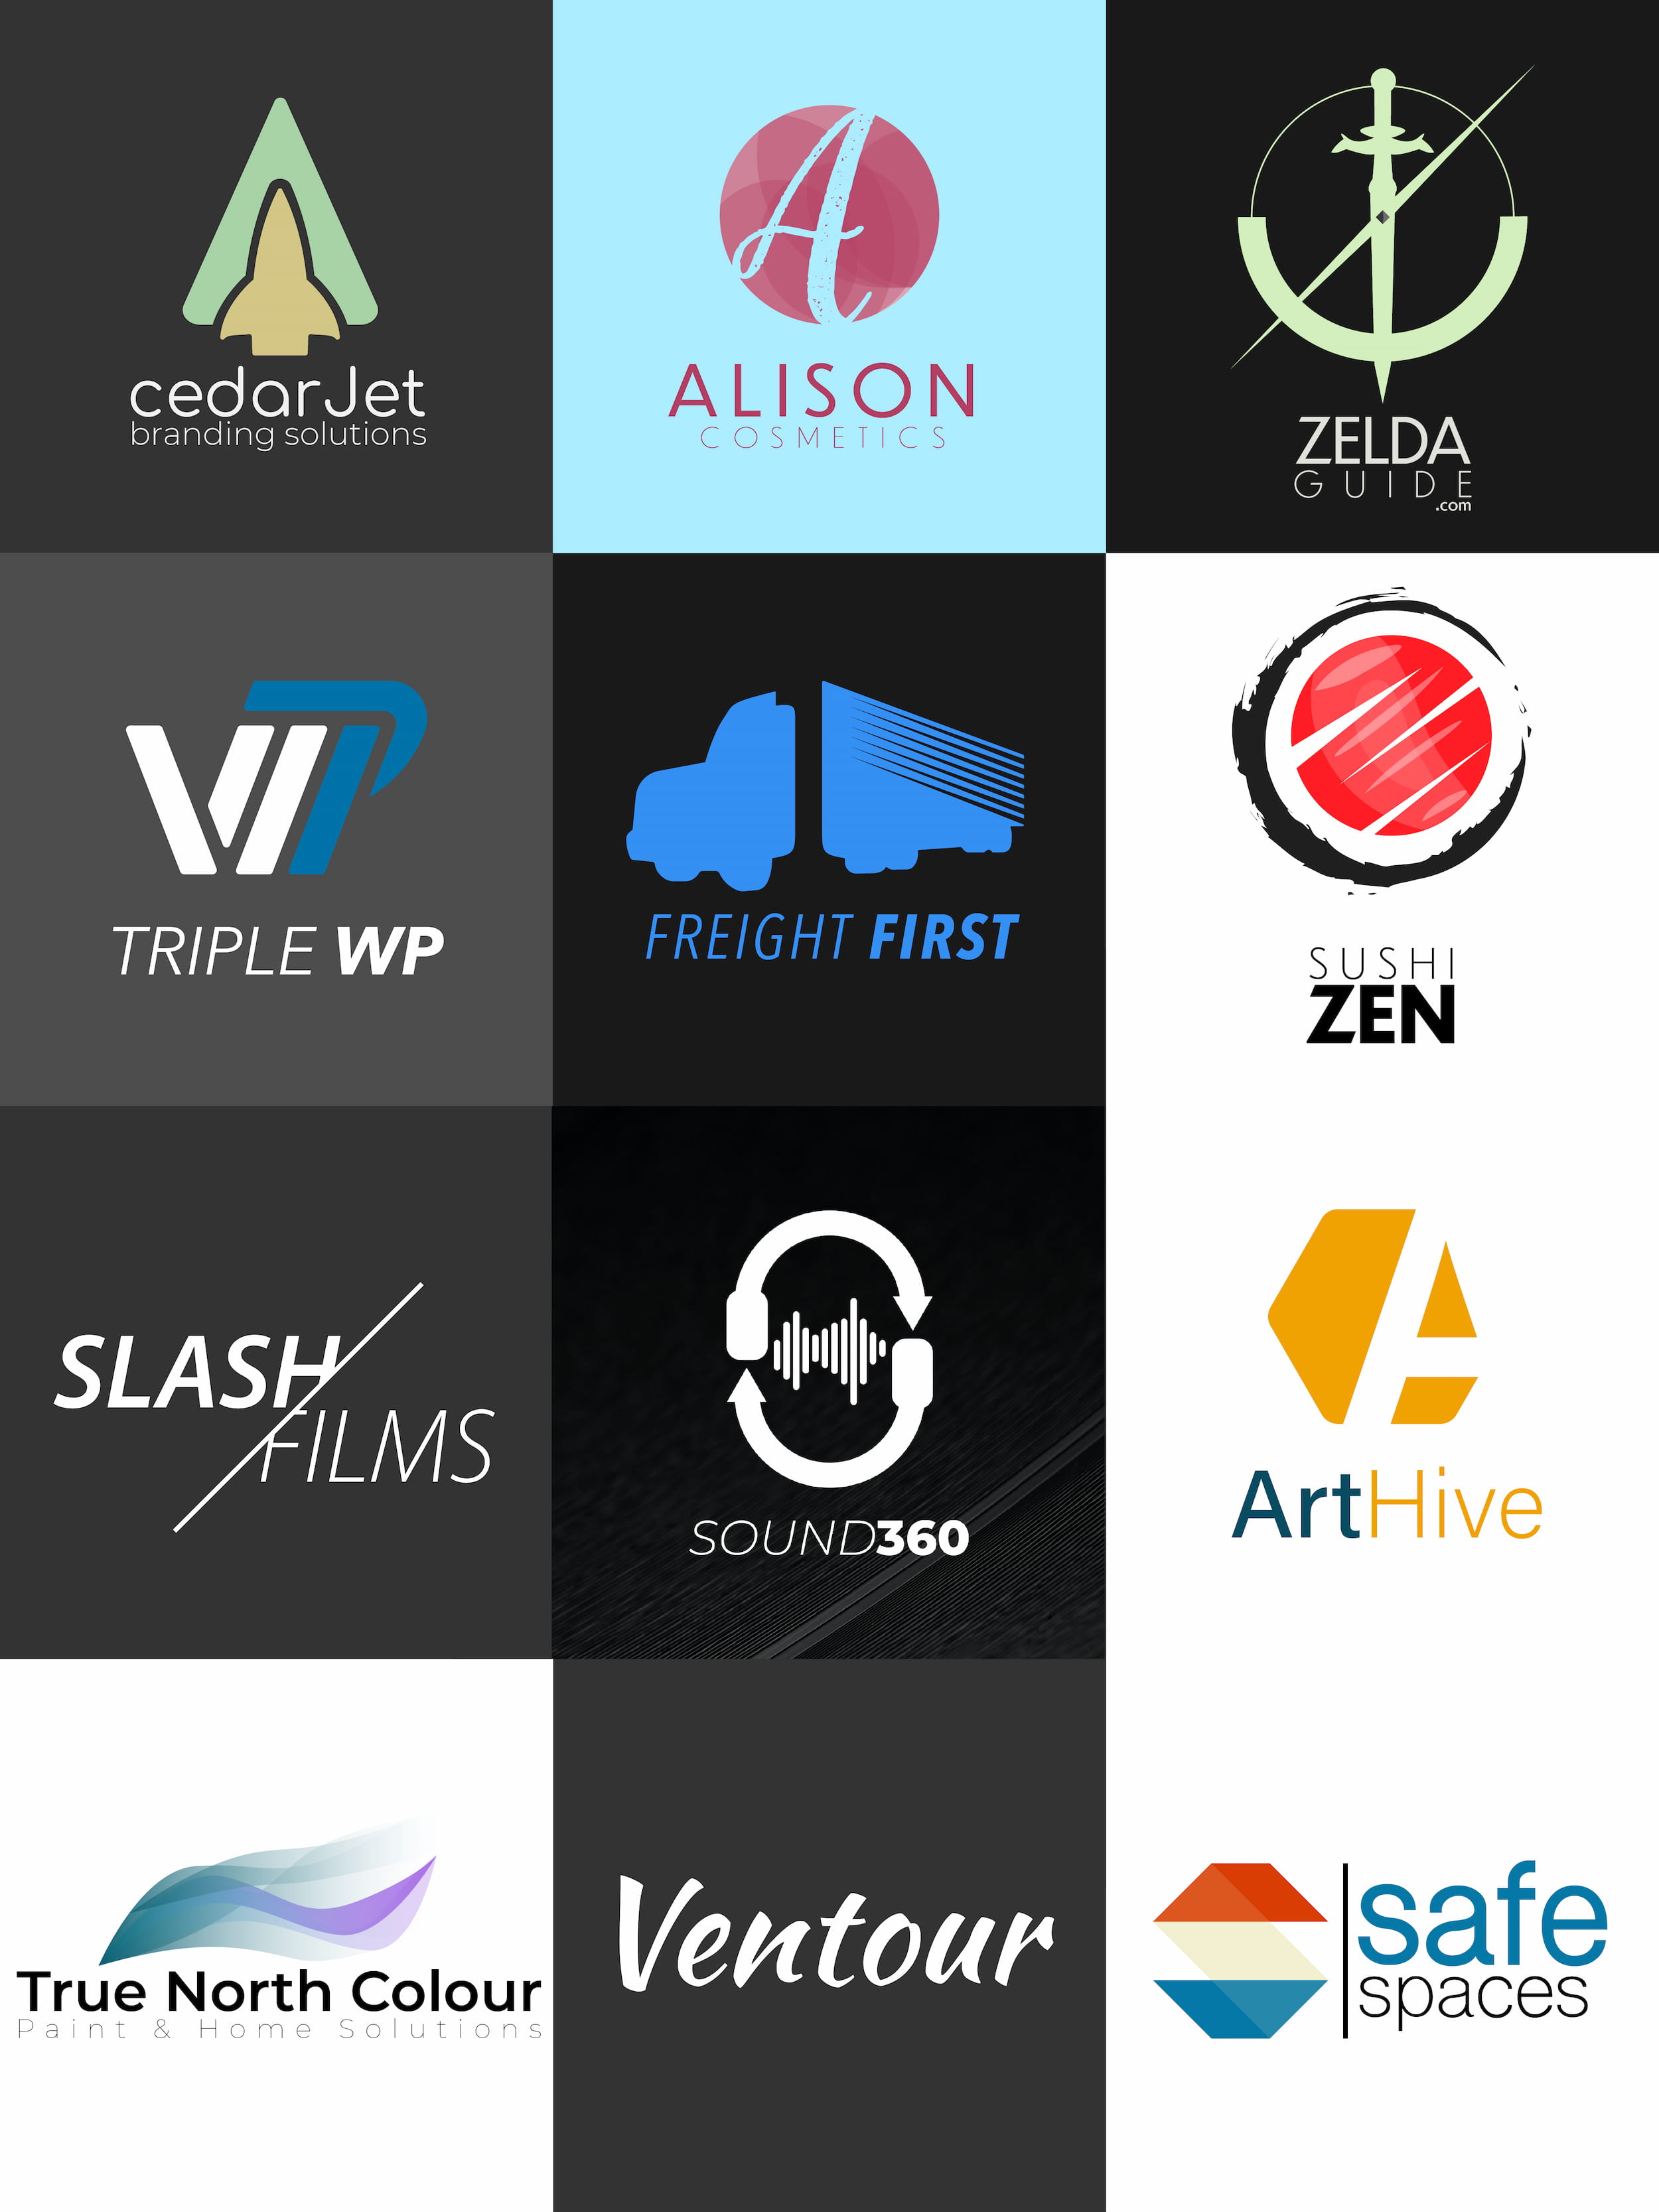 cedarJet
branding solutions
A
ALISON
COSMETICS
ZELDA
GUIDE
.com
WP
TRIPLE WP
FREIGHT FIRST
SUSHI
ZEN
SLASH
FILMS
SOUND360
A
ArtHive
True North Colour
Paint & Home Solutions
Ventour
safe
spaces